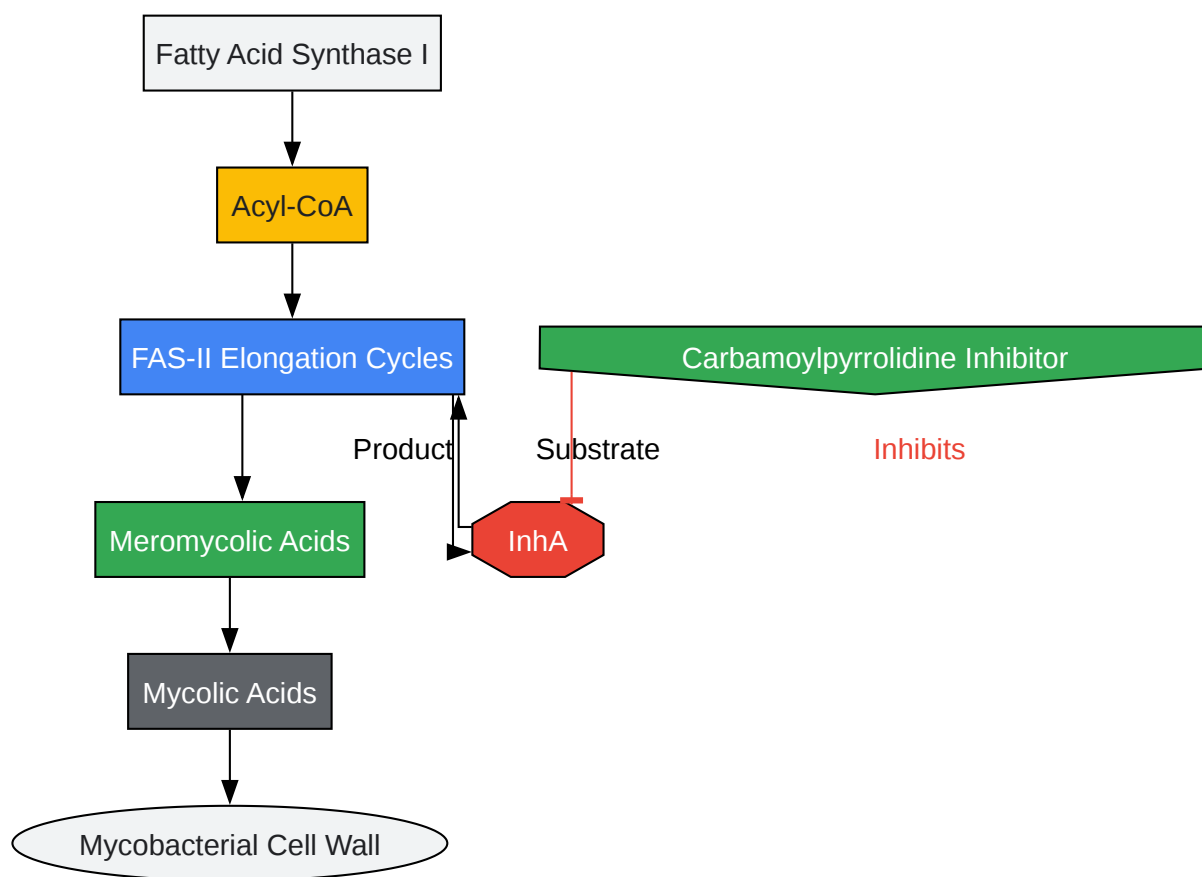 Fatty Acid Synthase I
Acyl-CoA
FAS-II Elongation Cycles
Carbamoylpyrrolidine Inhibitor
Product
Substrate
Inhibits
Meromycolic Acids
InhA
Mycolic Acids
Mycobacterial Cell Wall